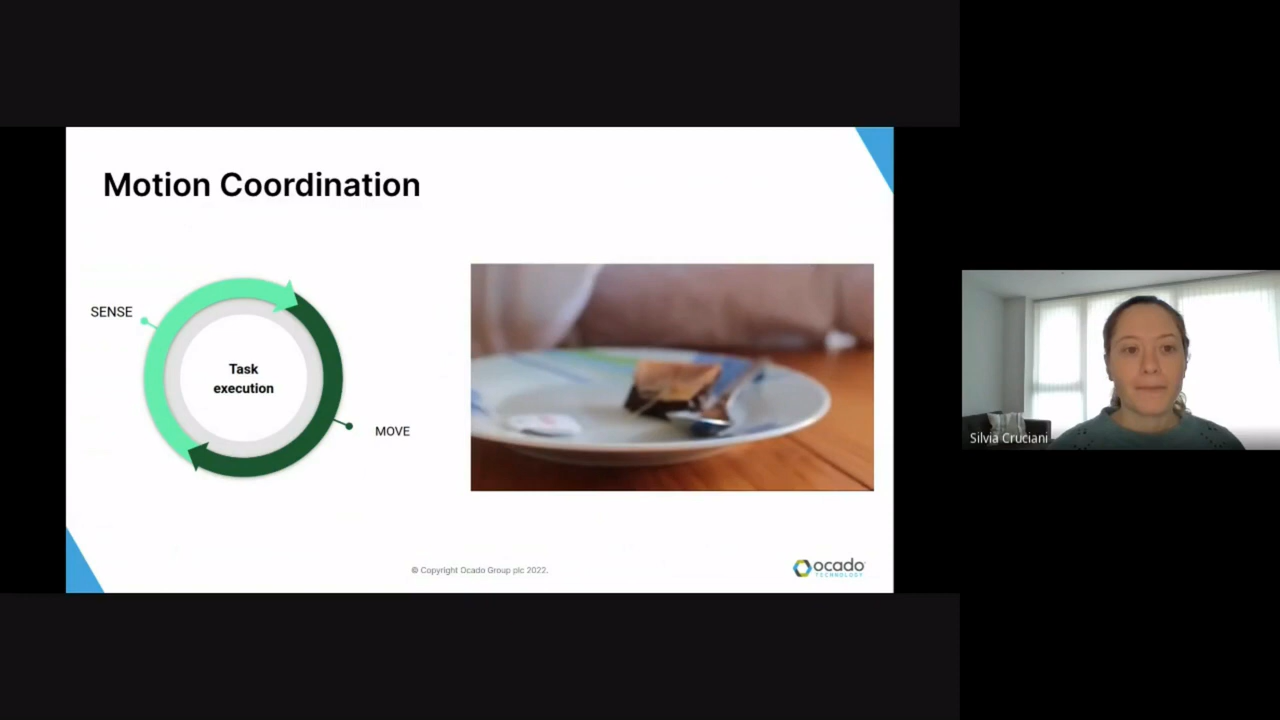 Motion Coordination
SENSE
Task
execution
MOVE
© Copyright Ocado Group plc 2022.
ocado
TECHNOLOGY
Silvia Cruciani